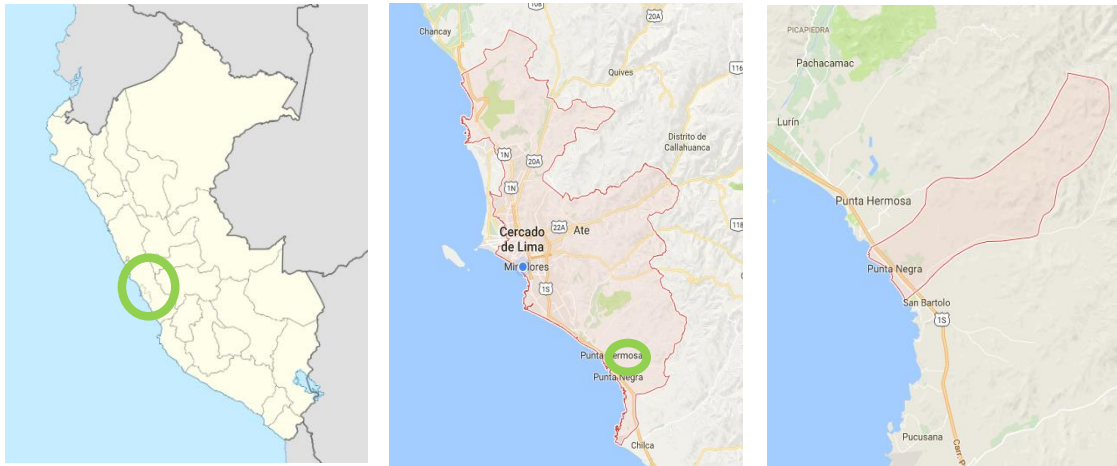 108
20A
Chancay
Quives
116
Distrito de
Callahuanca
1N
20A
1N
118
22A
Ate
Cercado
de Lima
1S
Punta Hermosa
Punta Negra
Chilca
PICAPIEDRA
Pachacamac
Lurín
Punta Hermosa
Punta Negra
San Bartolo
1S
Pucusana